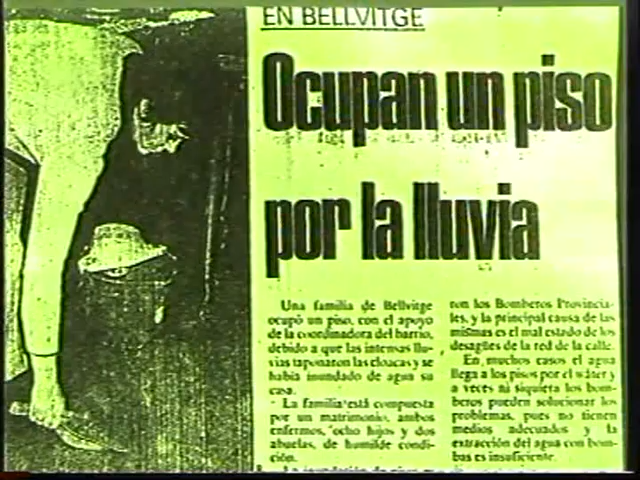 EN BELLVITGE
Ocupan un piso
por la lluvia
Una familia de Bellvitge
ocupó un piso, con el apoyo
de la coordinadora del barrio,
debido a que las intensas llu-
vias taponaron las cloacas y se
había inundado de agua su
casa.
La familia está compuesta
por un matrimonio, ambos
enfermos, ocho hijos y dos
abuelas, de humilde condi-
ción.
ron los Bomberos Provincia-
les, y la principal causa de las
mismas es el mal estado de los
desagües de la red de la calle.
En muchos casos el agua
llega a los pisos por el wáter y
a veces ni siquiera los bom-
beros pueden solucionar los
problemas, pues no tienen
medios adecuados y la
extracción del agua con bom-
bas es insuficiente.